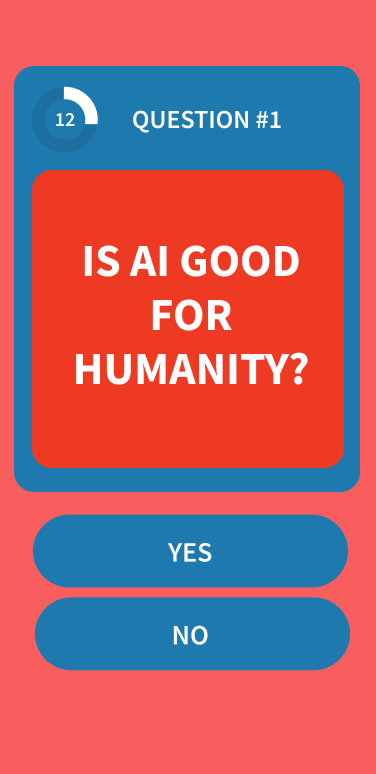 12
QUESTION #1
IS AI GOOD
FOR
HUMANITY?
YES
NO